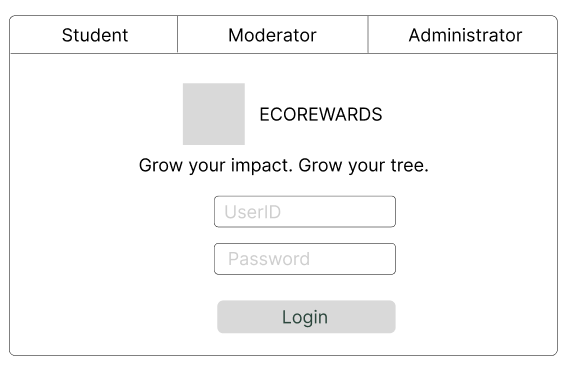 Student Moderator Administrator
ECOREWARDS
Grow your impact. Grow your tree.
UserID
Password
Login